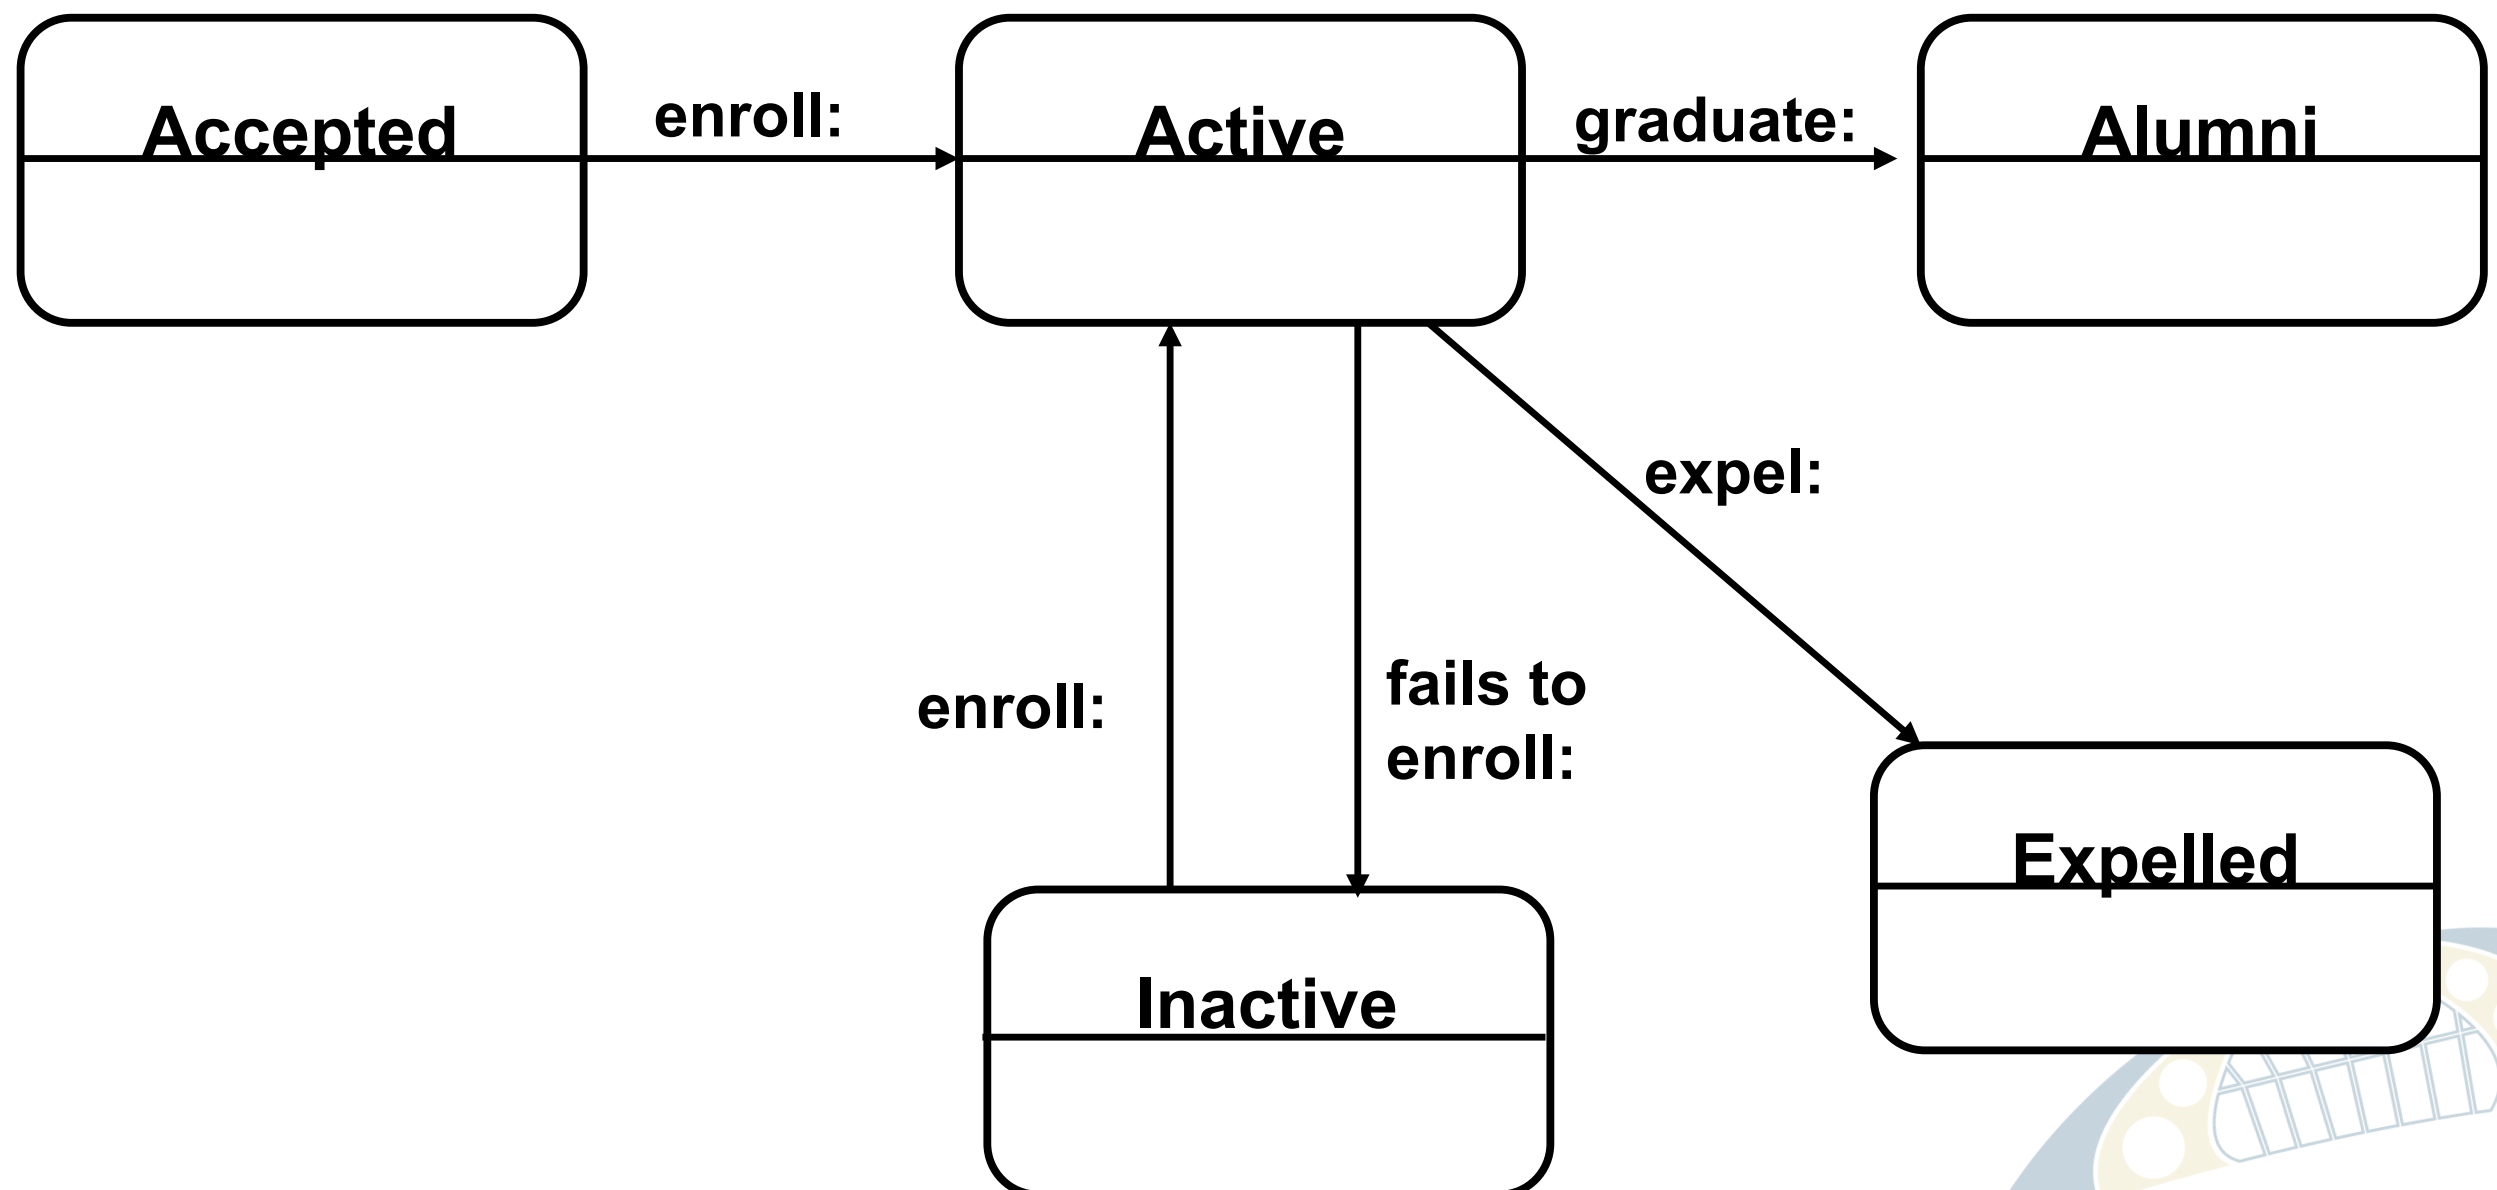 Accepted
enroll:
Active
graduate:
Alumni
expel:
enroll:
fails to
enroll:
Expelled
Inactive